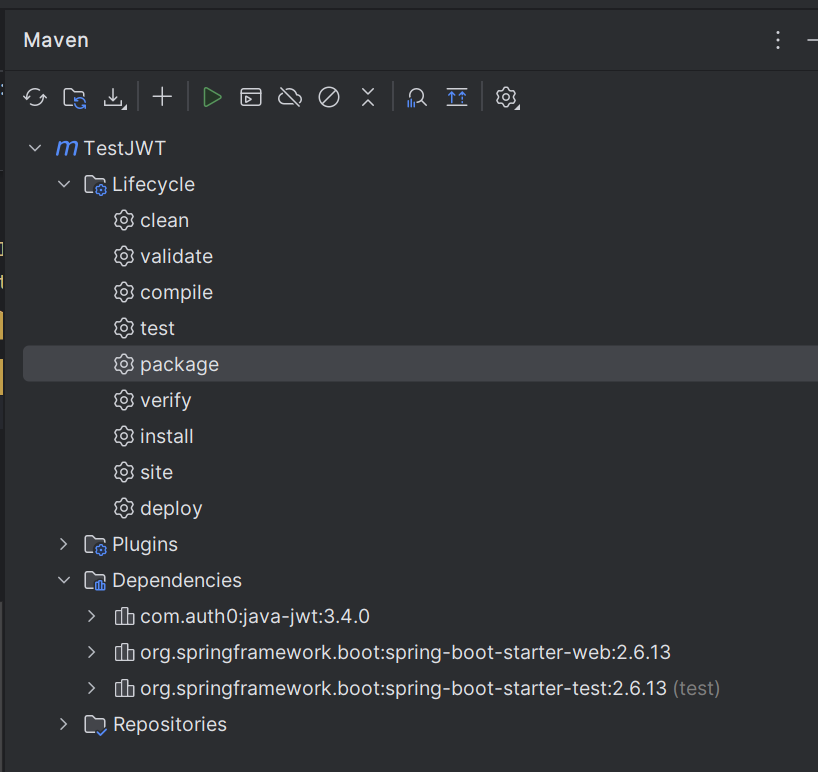 Maven
m TestJWT
Lifecycle
clean
validate
compile
test
package
verify
install
site
deploy
Plugins
Dependencies
com.auth0:java-jwt:3.4.0
org.springframework.boot:spring-boot-starter-web:2.6.13
org.springframework.boot:spring-boot-starter-test:2.6.13 (test)
Repositories